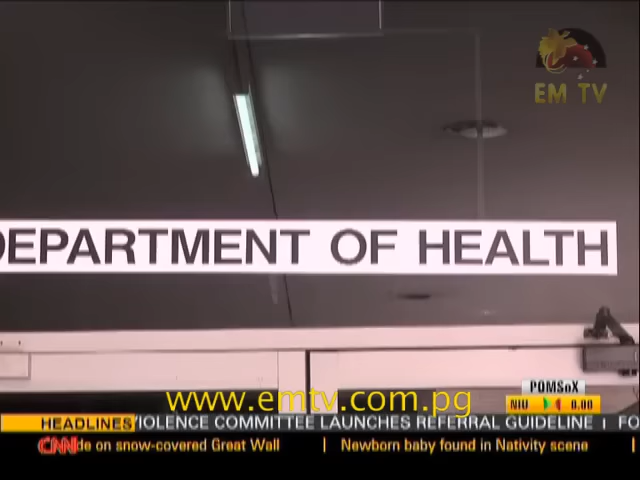 EM TV
DEPARTMENT OF HEALTH
www.emtv.com.pg
POMSoX
NIU 0.00
HEADLINES VIOLENCE COMMITTEE LAUNCHES REFERRAL GUIDELINE | FO
CNN de on snow-covered Great Wall | Newborn baby found in Nativity scene